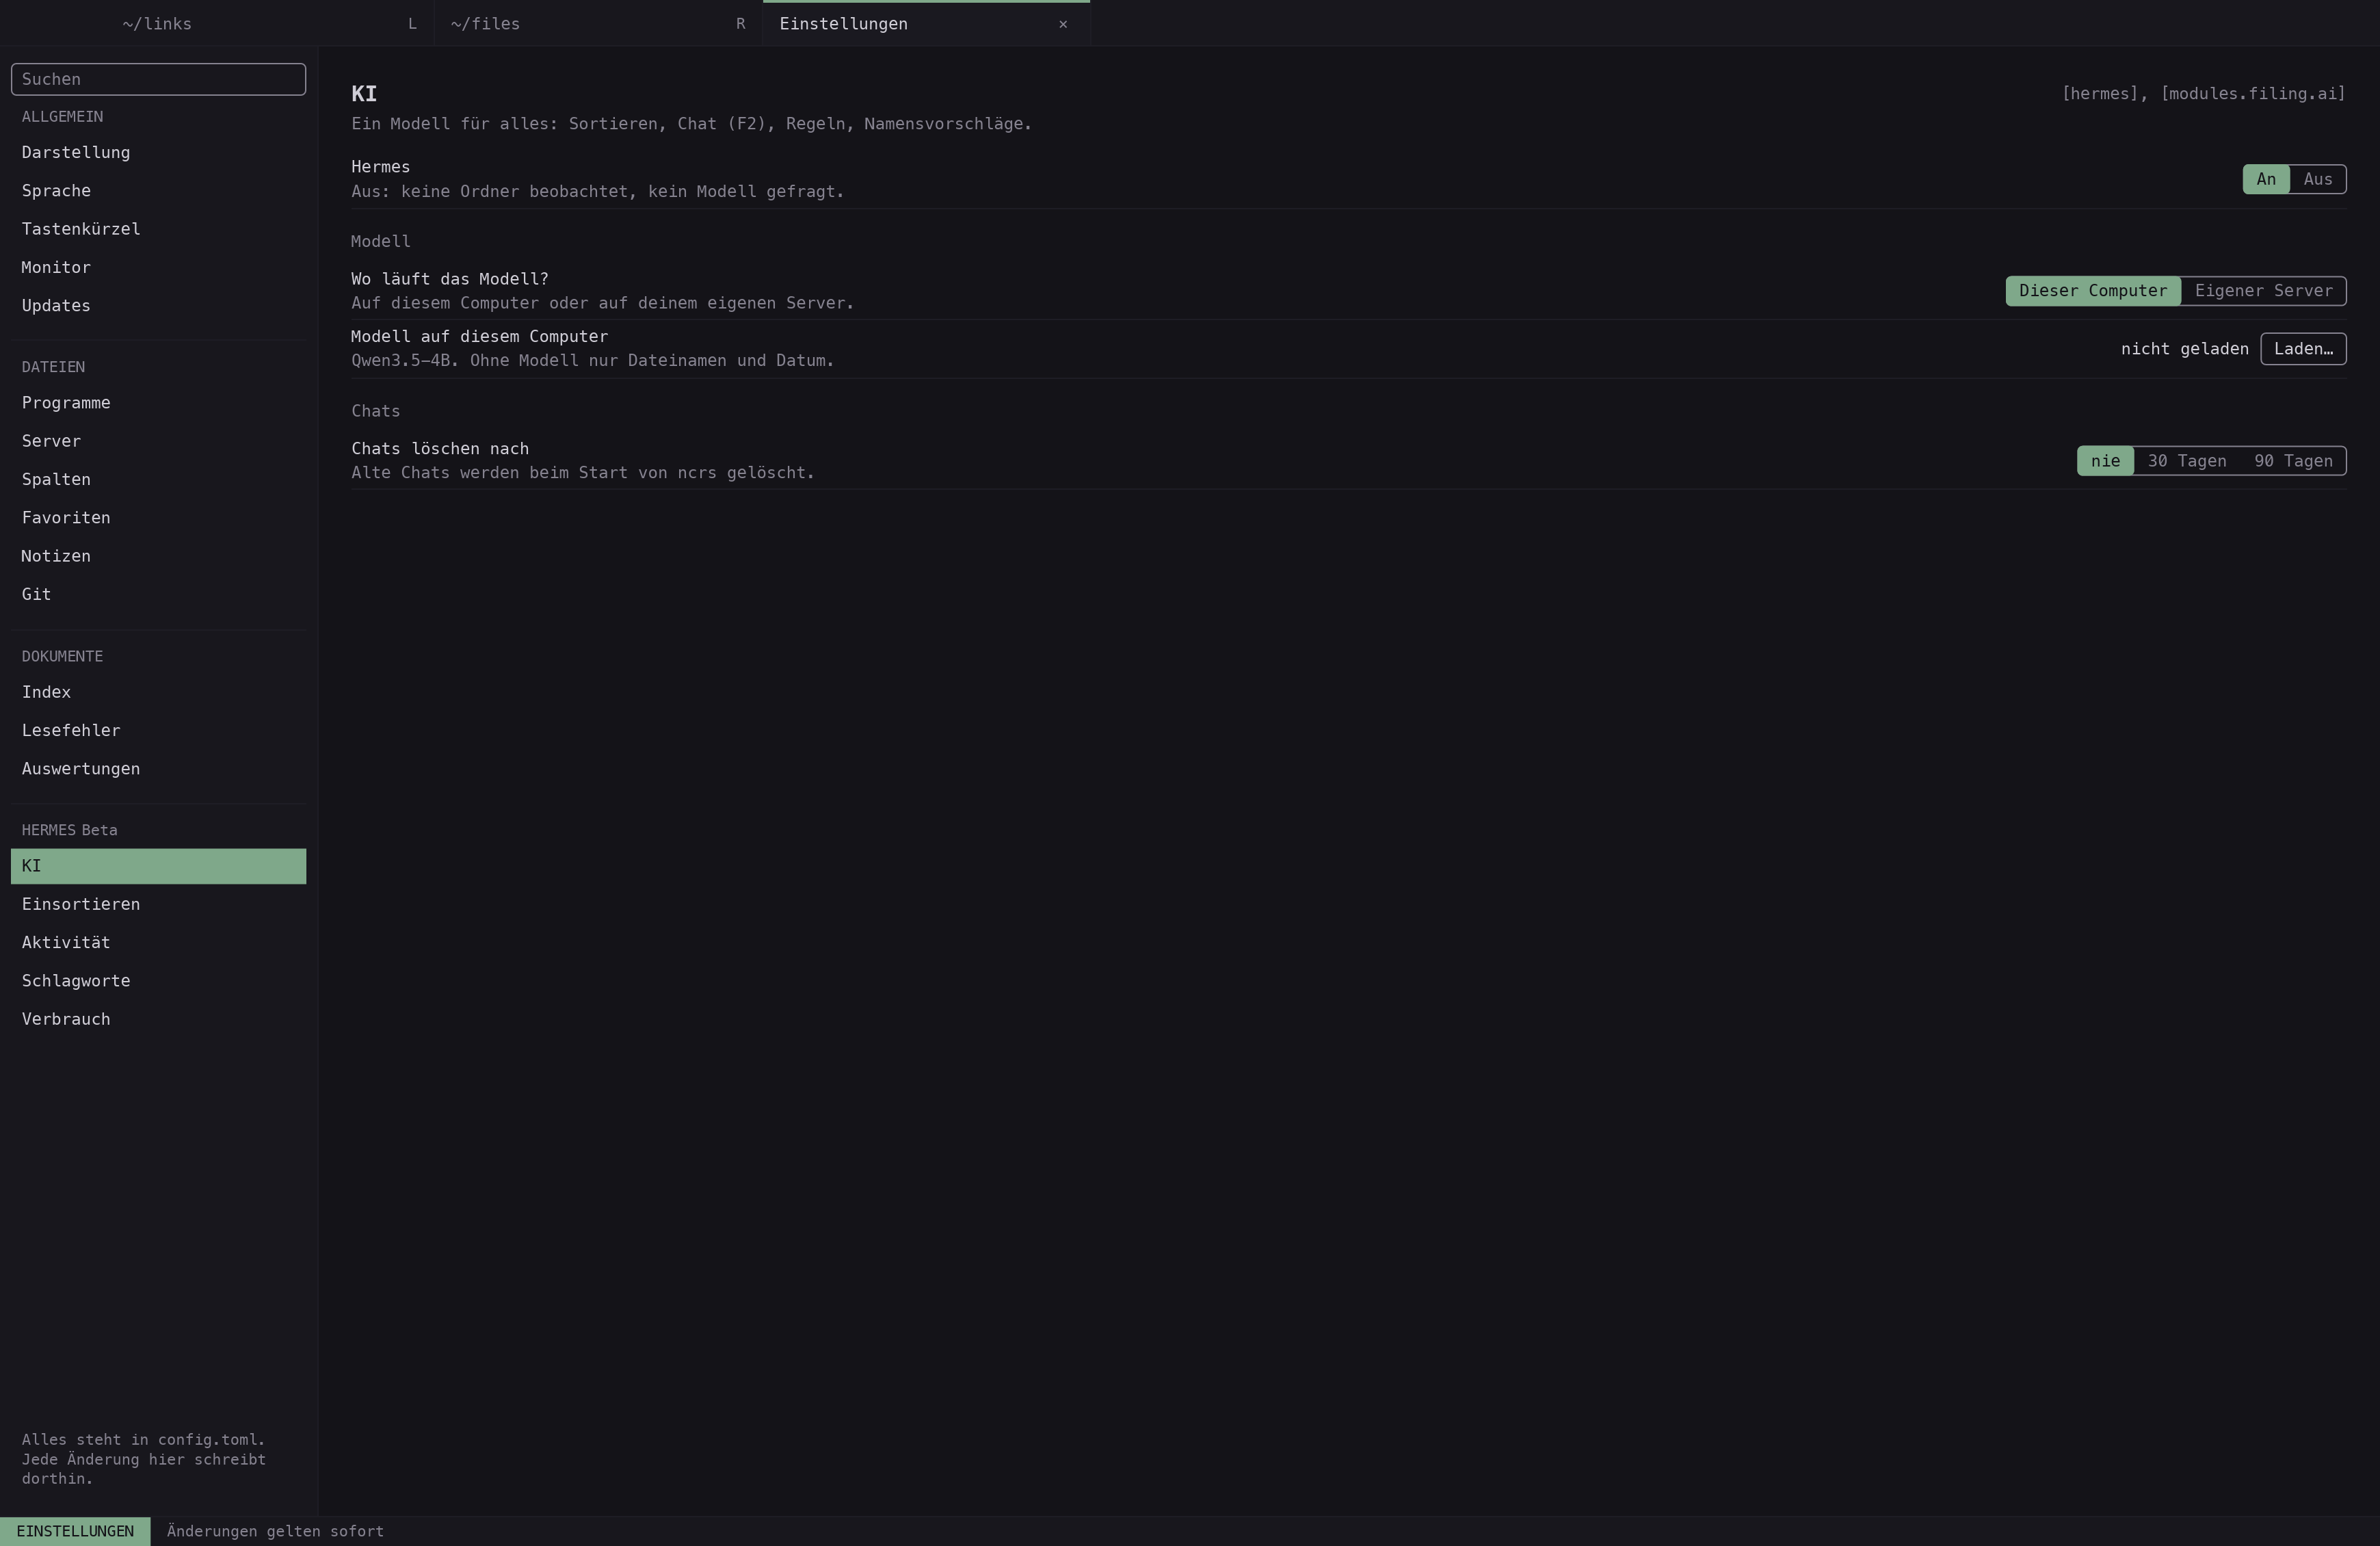 ~/links L ~/files R Einstellungen ×
Suchen
ALLGEMEIN
Darstellung
Sprache
Tastenkürzel
Monitor
Updates
DATEIEN
Programme
Server
Spalten
Favoriten
Notizen
Git
DOKUMENTE
Index
Lesefehler
Auswertungen
HERMES Beta
KI
Einsortieren
Aktivität
Schlagworte
Verbrauch
Alles steht in config.toml.
Jede Änderung hier schreibt
dorthin.
KI [hermes], [modules.filing.ai]
Ein Modell für alles: Sortieren, Chat (F2), Regeln, Namensvorschläge.
Hermes
Aus: keine Ordner beobachtet, kein Modell gefragt.
An Aus
Modell
Wo läuft das Modell?
Auf diesem Computer oder auf deinem eigenen Server.
Dieser Computer Eigener Server
Modell auf diesem Computer
Qwen3.5–4B. Ohne Modell nur Dateinamen und Datum.
nicht geladen Laden…
Chats
Chats löschen nach
Alte Chats werden beim Start von ncrs gelöscht.
nie 30 Tagen 90 Tagen
EINSTELLUNGEN Änderungen gelten sofort